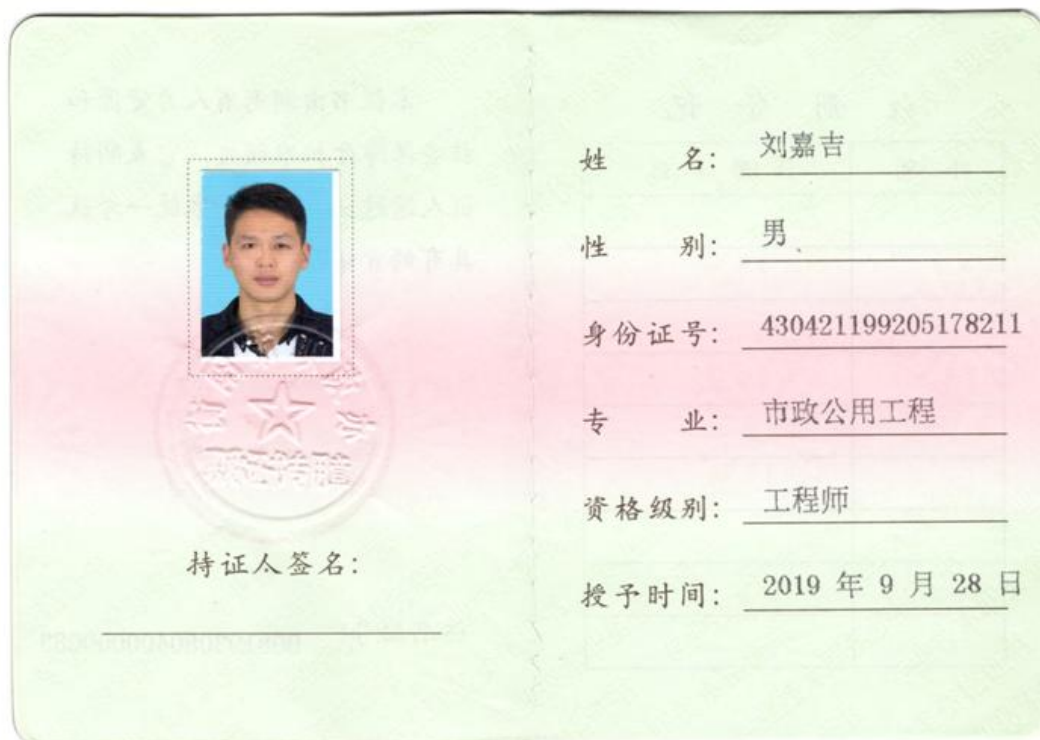 持证人签名：
姓 名： 刘嘉吉
性 别： 男
身份证号： 430421199205178211
专 业： 市政公用工程
资格级别： 工程师
授予时间： 2019 年 9 月 28 日